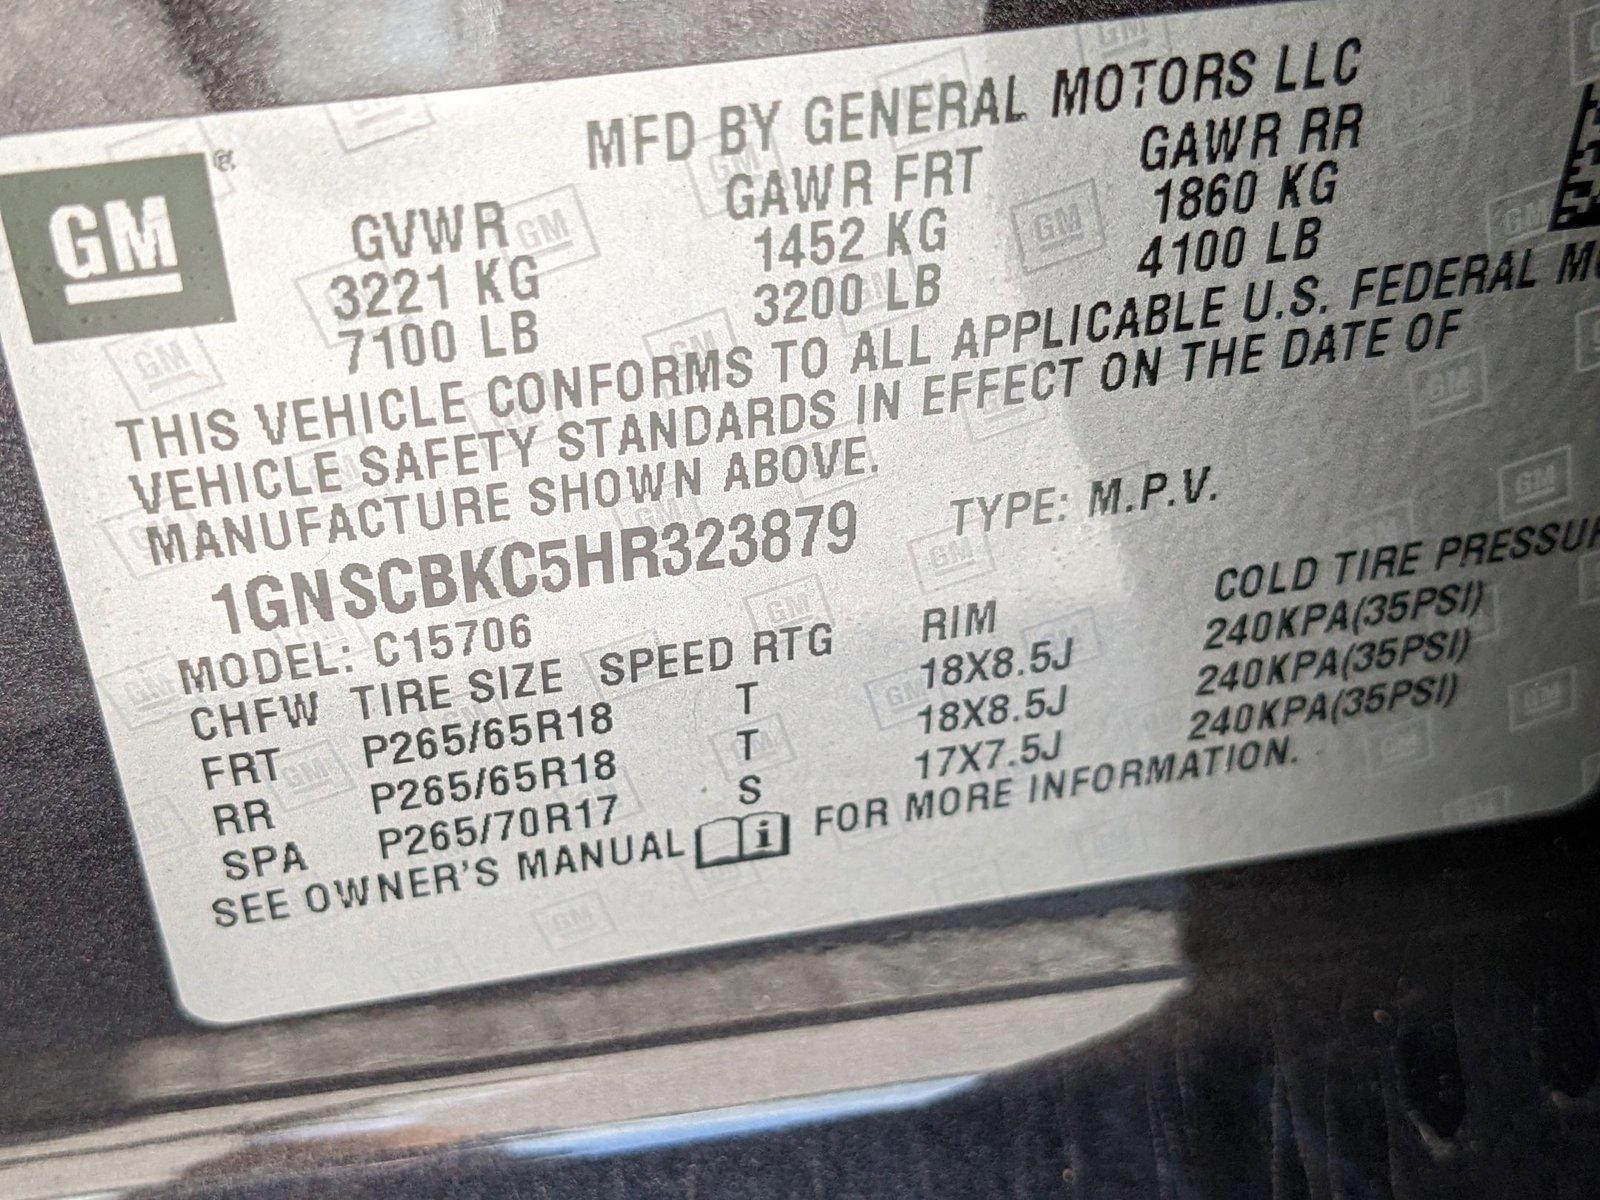 MFD BY GENERAL MOTORS LLC
GM
GVWR GAWR FRT GAWR RR
3221 KG 1452 KG 1860 KG
7100 LB 3200 LB 4100 LB
THIS VEHICLE CONFORMS TO ALL APPLICABLE U.S. FEDERAL
VEHICLE SAFETY STANDARDS IN EFFECT ON THE DATE OF
MANUFACTURE SHOWN ABOVE.
1GNSCBKC5HR323879 TYPE: M.P.V.
MODEL: C15706
CHFW TIRE SIZE SPEED RTG RIM COLD TIRE
FRT P265/65R18 T 18X8.5J 240KPA(35PSI)
RR P265/65R18 T 18X8.5J 240KPA(35PSI)
SPA P265/70R17 S 17X7.5J 240KPA(35PSI)
SEE OWNER'S MANUAL i FOR MORE INFORMATION.